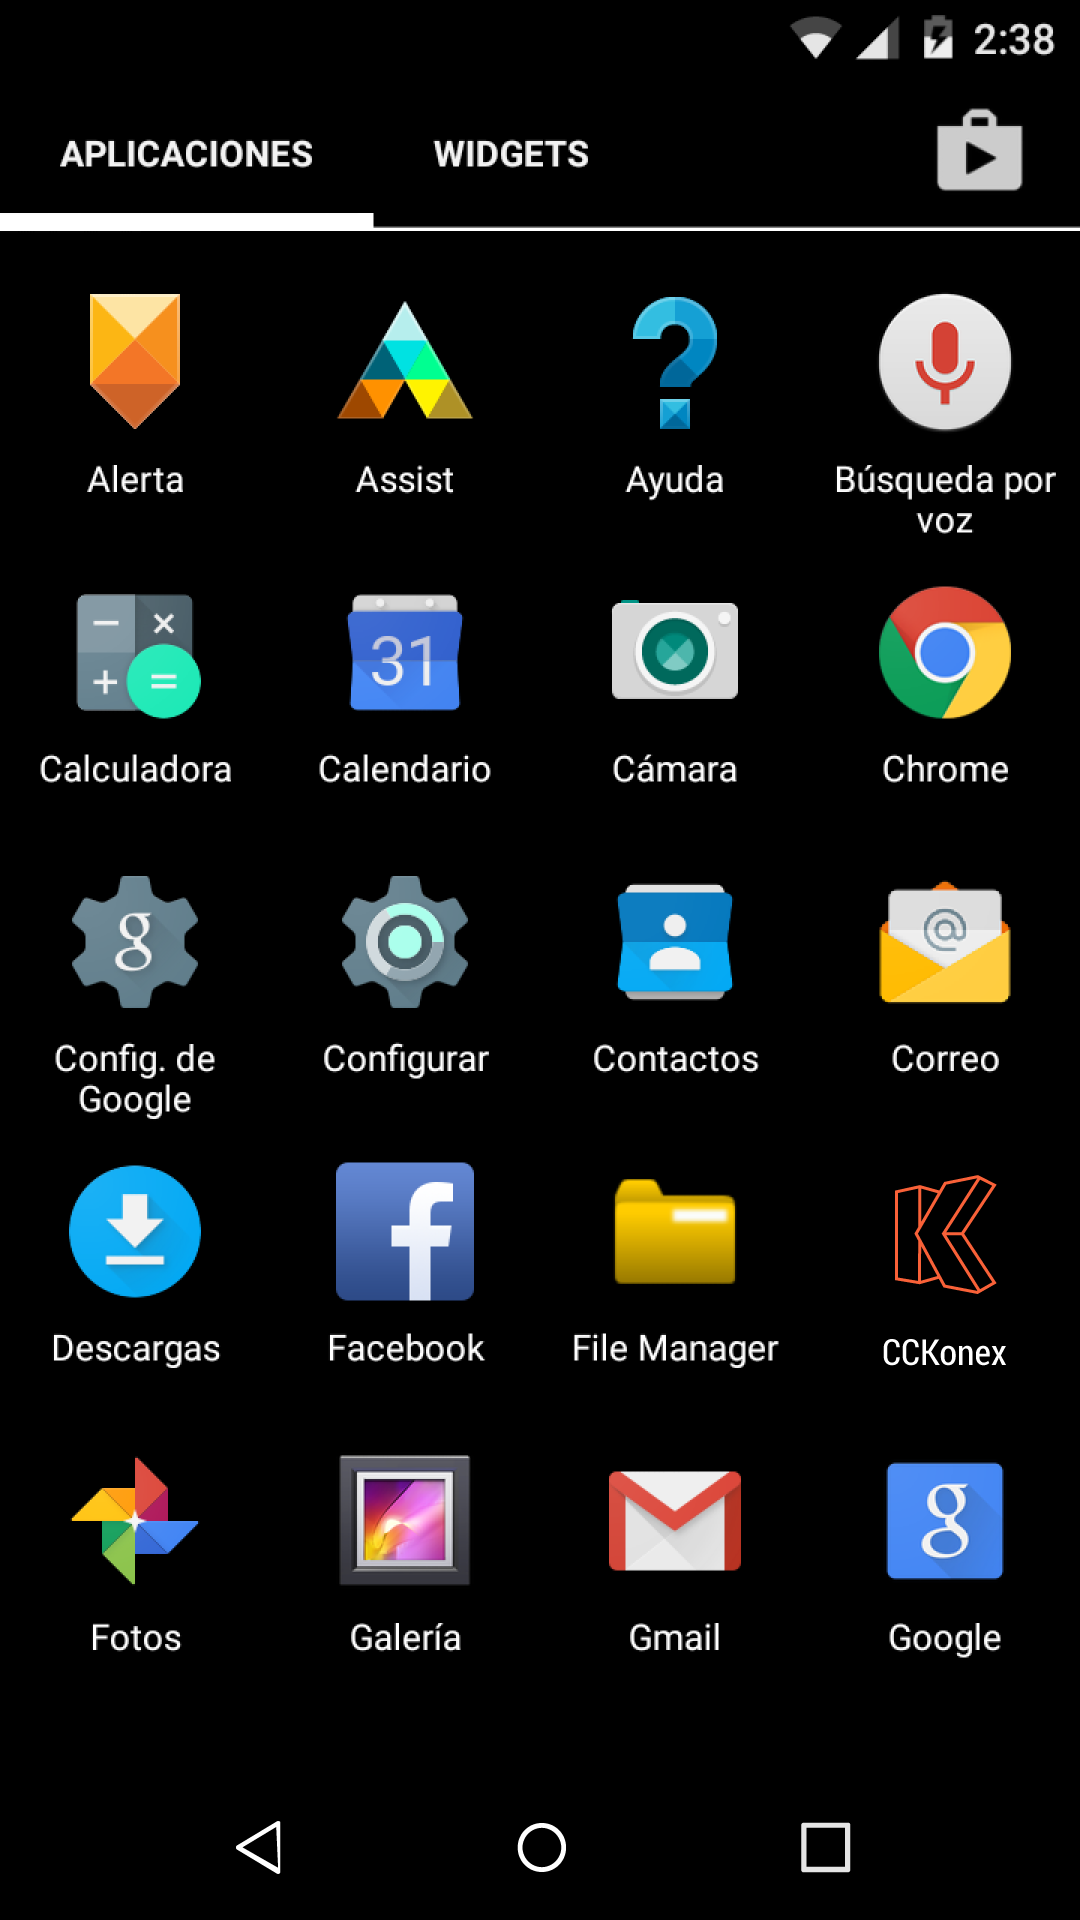 2:38
APLICACIONES WIDGETS
Alerta Assist Ayuda Búsqueda por
voz
31
Calculadora Calendario Cámara Chrome
g @
Config. de Configurar Contactos Correo
Google
f K
Descargas Facebook File Manager CCKonex
g
Fotos Galería Gmail Google